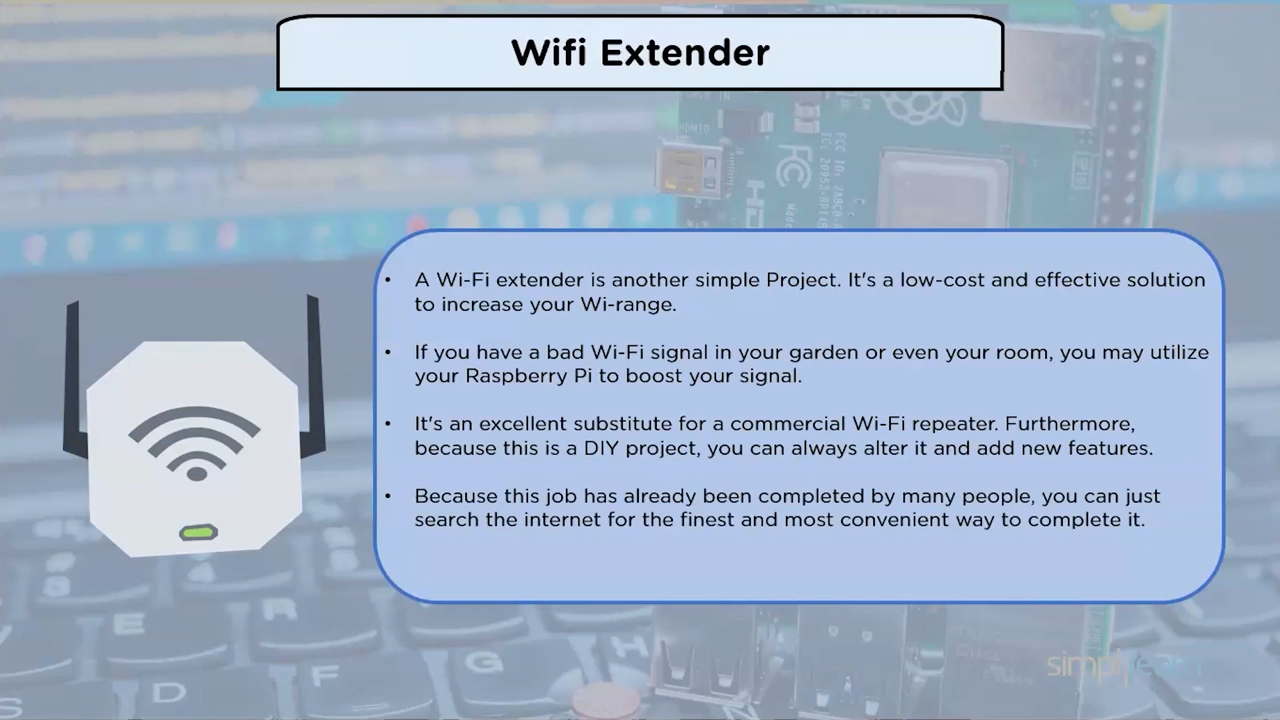 Wifi Extender
• A Wi-Fi extender is another simple Project. It's a low-cost and effective solution
to increase your Wi-range.
• If you have a bad Wi-Fi signal in your garden or even your room, you may utilize
your Raspberry Pi to boost your signal.
• It's an excellent substitute for a commercial Wi-Fi repeater. Furthermore,
because this is a DIY project, you can always alter it and add new features.
• Because this job has already been completed by many people, you can just
search the internet for the finest and most convenient way to complete it.
FC
E
R
D
F
G
H
N
simplilearn